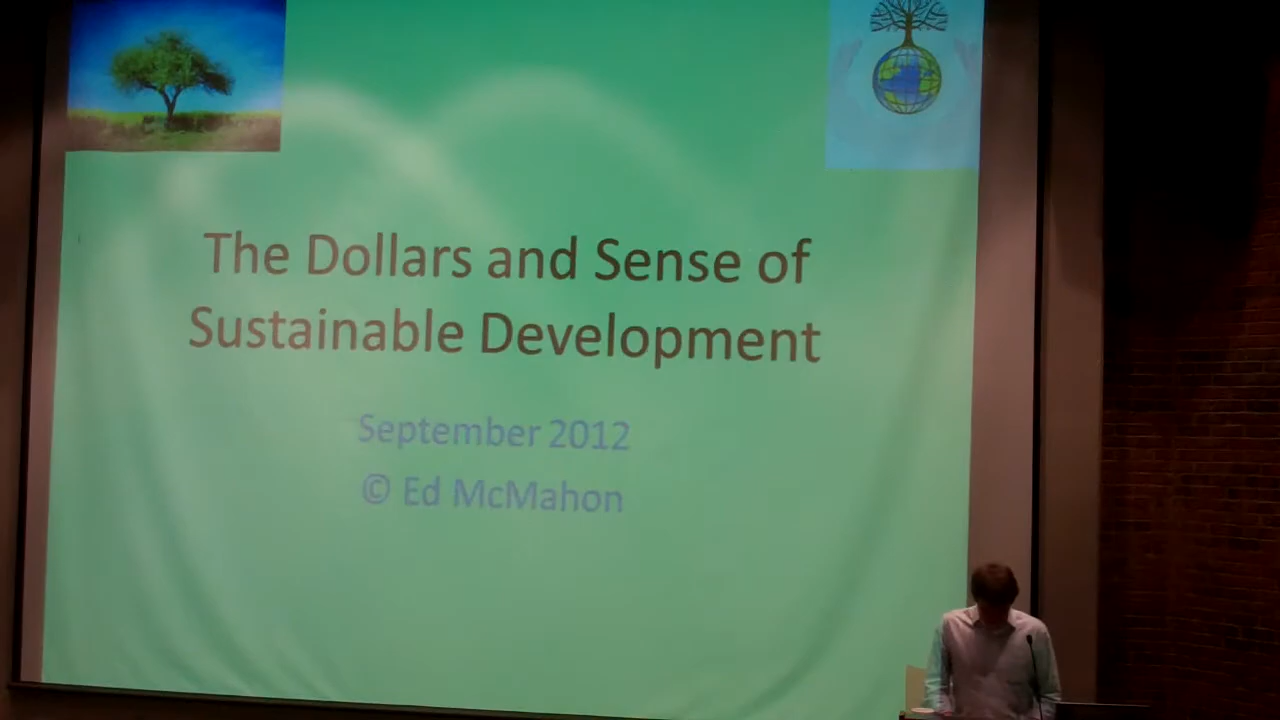 The Dollars and Sense of
Sustainable Development
September 2012
© Ed McMahon